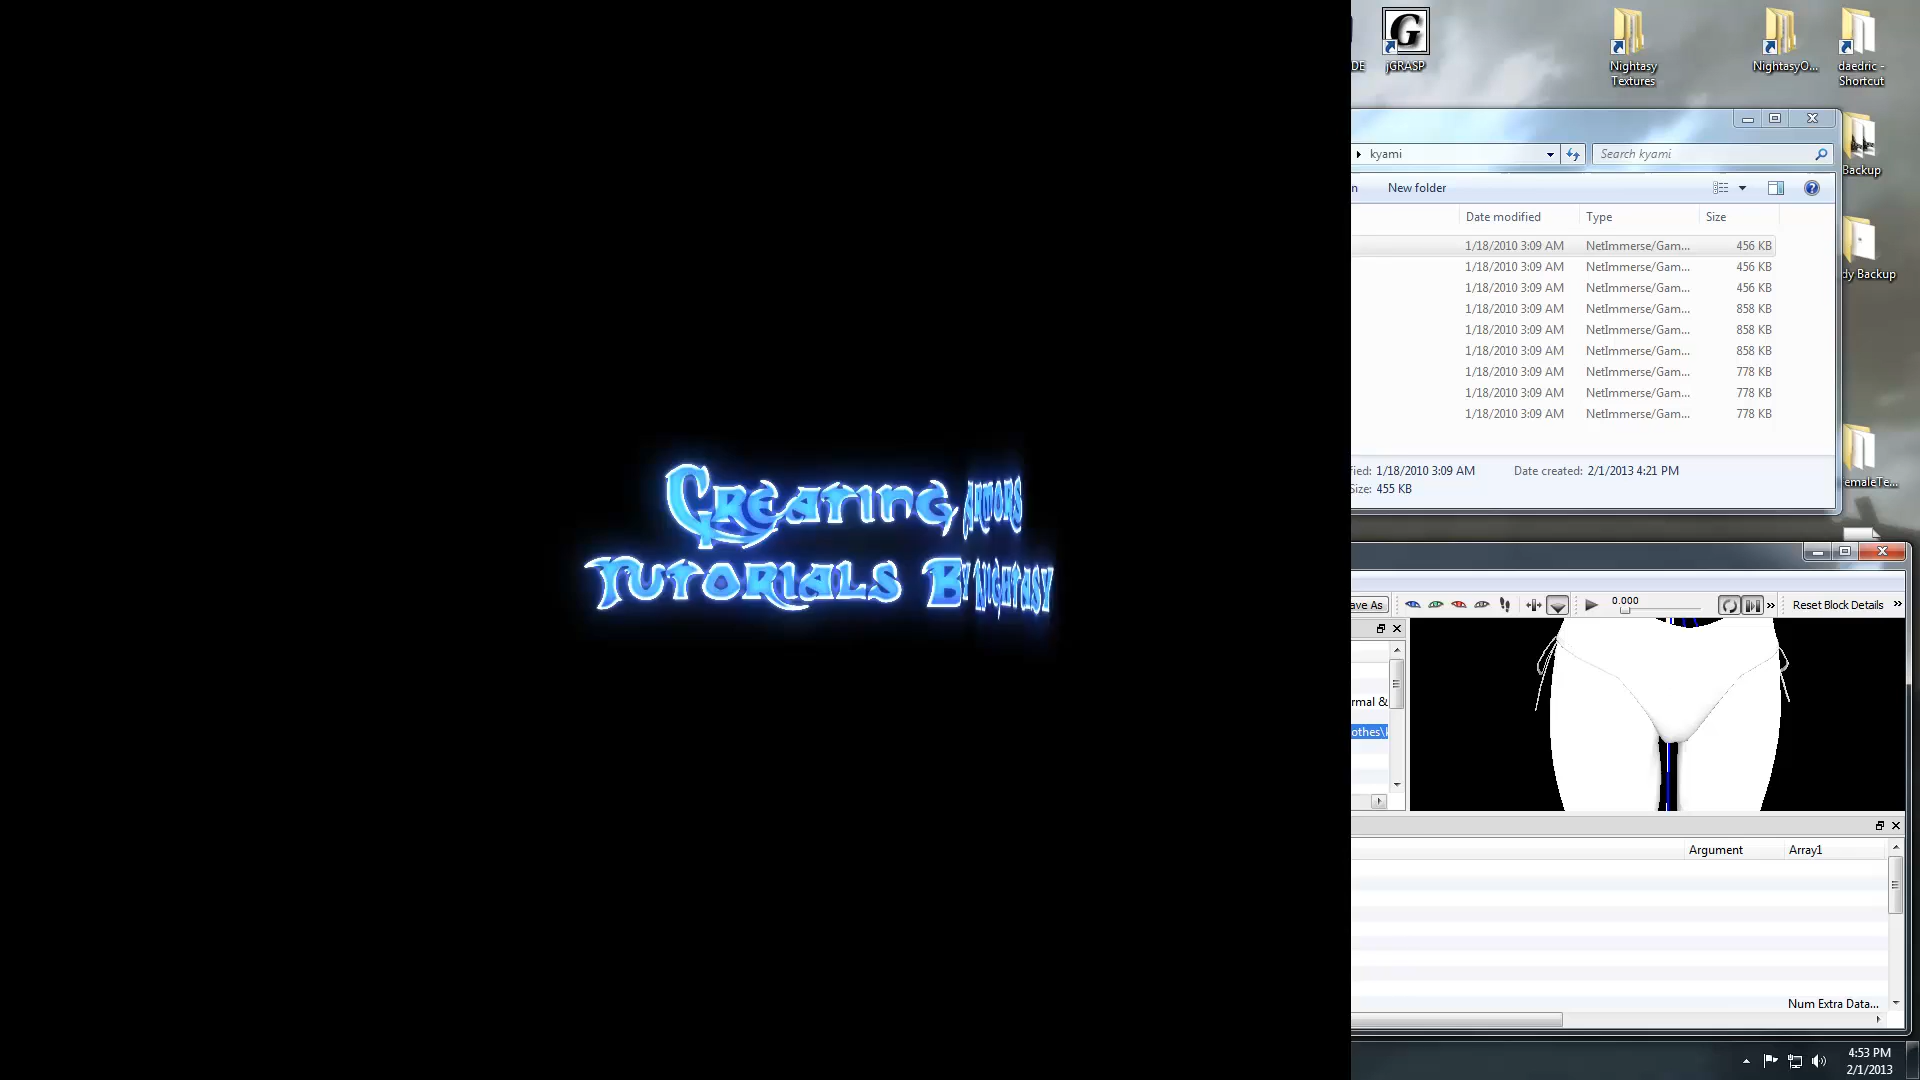 Creating Armors
Tutorials By Nightasy
DE
jGRASP
Nightasy
Textures
NightasyO...
daedric -
Shortcut
Backup
dy Backup
emaleTe...
kyami
Search kyami
n
New folder
Date modified
Type
Size
1/18/2010 3:09 AM NetImmerse/Gam... 456 KB
1/18/2010 3:09 AM NetImmerse/Gam... 456 KB
1/18/2010 3:09 AM NetImmerse/Gam... 456 KB
1/18/2010 3:09 AM NetImmerse/Gam... 858 KB
1/18/2010 3:09 AM NetImmerse/Gam... 858 KB
1/18/2010 3:09 AM NetImmerse/Gam... 858 KB
1/18/2010 3:09 AM NetImmerse/Gam... 778 KB
1/18/2010 3:09 AM NetImmerse/Gam... 778 KB
1/18/2010 3:09 AM NetImmerse/Gam... 778 KB
fied: 1/18/2010 3:09 AM Date created: 2/1/2013 4:21 PM
Size: 455 KB
ave As
0.000
Reset Block Details
rmal &
othes\
Argument
Array1
Num Extra Data...
4:53 PM
2/1/2013